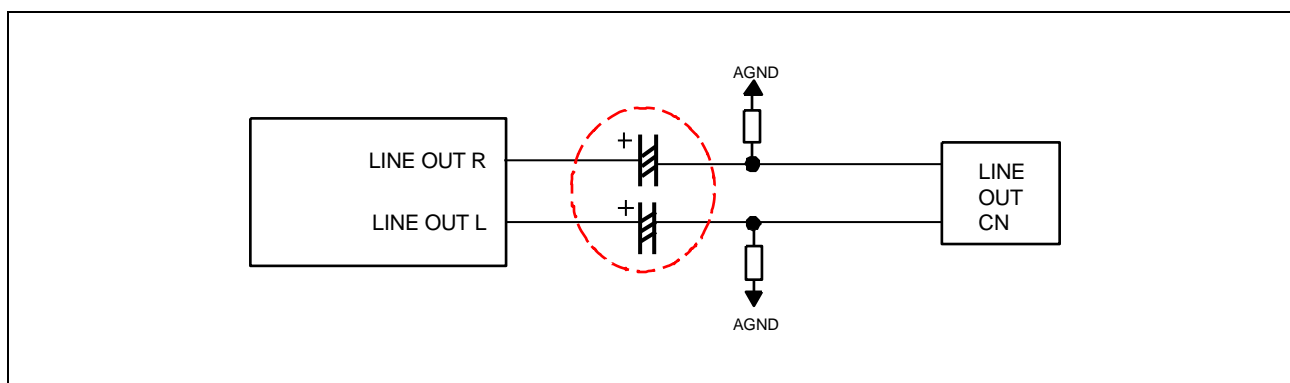 AGND
+
LINE OUT R
LINE
OUT
CN
+
LINE OUT L
AGND